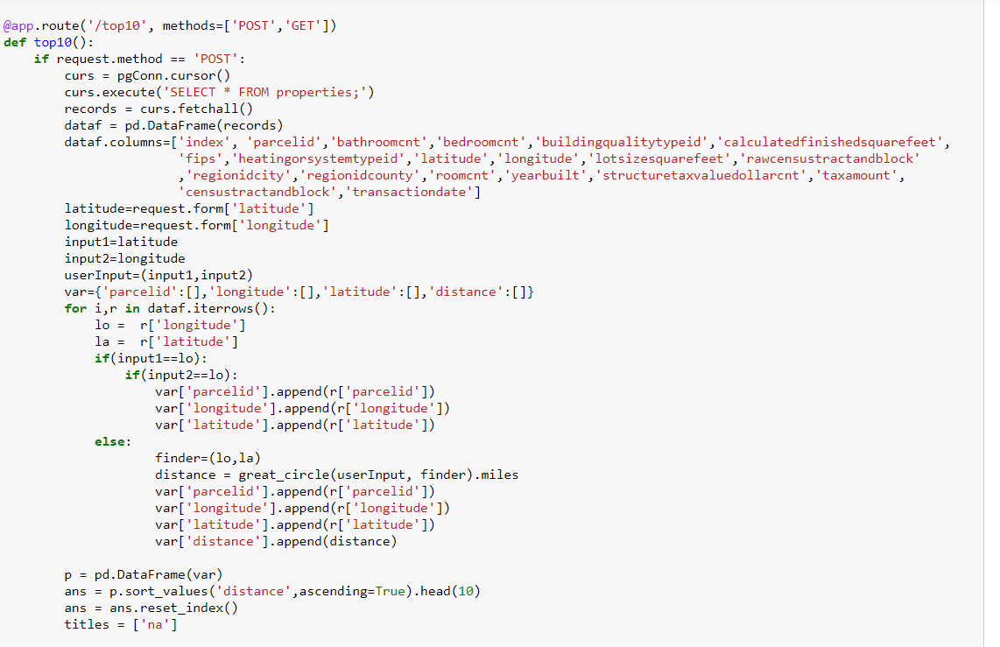 @app.route('/top10', methods=['POST','GET'])
def top10():
    if request.method == 'POST':
        curs = pgConn.cursor()
        curs.execute('SELECT * FROM properties;')
        records = curs.fetchall()
        dataf = pd.DataFrame(records)
        dataf.columns=['index', 'parcelid','bathroomcnt','bedroomcnt','buildingqualitytypeid','calculatedfinishedsquarefeet',
                       'fips','heatingorsystemtypeid','latitude','longitude','lotsizesquarefeet','rawcensustractandblock'
                       ,'regionidcity','regionidcounty','roomcnt','yearbuilt','structuretaxvaluedollarcnt','taxamount',
                       'censustractandblock','transactiondate']
        latitude=request.form['latitude']
        longitude=request.form['longitude']
        input1=latitude
        input2=longitude
        userInput=(input1,input2)
        var={'parcelid':[],'longitude':[],'latitude':[],'distance':[]}
        for i,r in dataf.iterrows():
            lo =  r['longitude']
            la =  r['latitude']
            if(input1==lo):
                if(input2==lo):
                    var['parcelid'].append(r['parcelid'])
                    var['longitude'].append(r['longitude'])
                    var['latitude'].append(r['latitude'])
            else:
                    finder=(lo,la)
                    distance = great_circle(userInput, finder).miles
                    var['parcelid'].append(r['parcelid'])
                    var['longitude'].append(r['longitude'])
                    var['latitude'].append(r['latitude'])
                    var['distance'].append(distance)

        p = pd.DataFrame(var)
        ans = p.sort_values('distance',ascending=True).head(10)
        ans = ans.reset_index()
        titles = ['na']